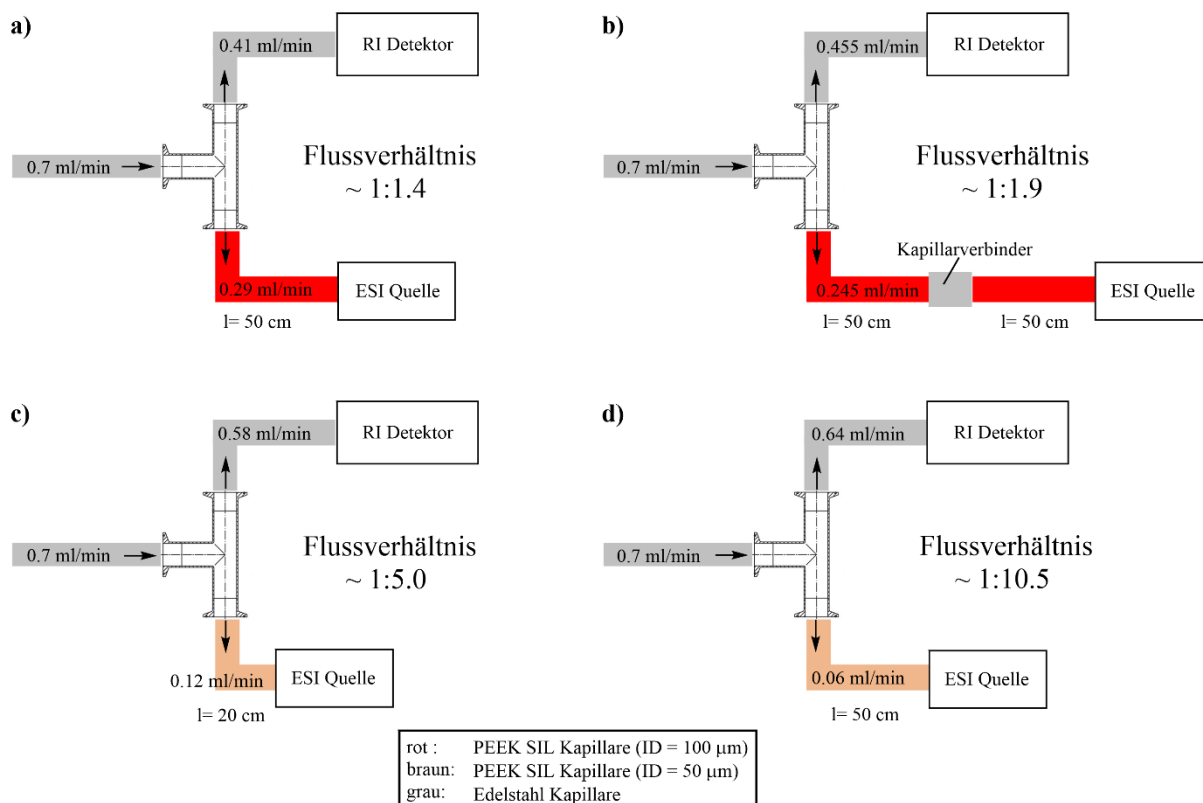 a)
0.41 ml/min
RI Detektor
0.7 ml/min
Flussverhältnis
~ 1:1.4
0.29 ml/min
ESI Quelle
l= 50 cm
b)
0.455 ml/min
RI Detektor
0.7 ml/min
Flussverhältnis
~ 1:1.9
Kapillarverbinder
0.245 ml/min
ESI Quelle
l= 50 cm
l= 50 cm
c)
0.58 ml/min
RI Detektor
0.7 ml/min
Flussverhältnis
~ 1:5.0
0.12 ml/min
ESI Quelle
l= 20 cm
d)
0.64 ml/min
RI Detektor
0.7 ml/min
Flussverhältnis
~ 1:10.5
0.06 ml/min
ESI Quelle
l= 50 cm
rot : PEEK SIL Kapillare (ID = 100 µm)
braun: PEEK SIL Kapillare (ID = 50 µm)
grau: Edelstahl Kapillare